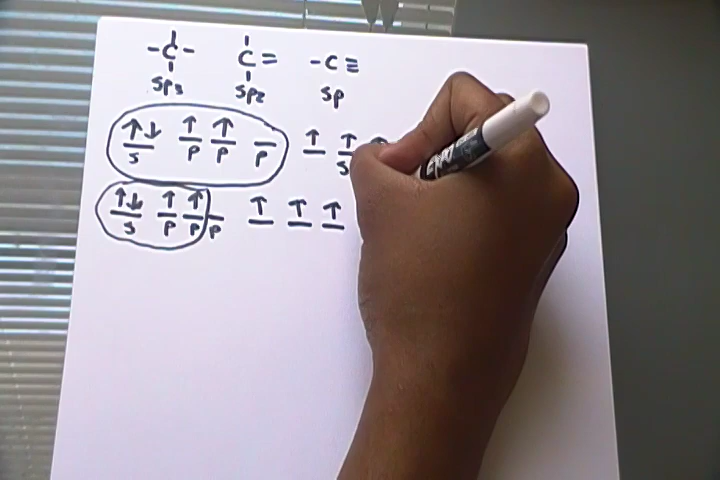 -C- C= -C≡
sp3 sp2 sp
↑↓ ↑ ↑ ↑ ↑
s p p p s
↑↓ ↑ ↑ ↑ ↑ ↑
s p p p